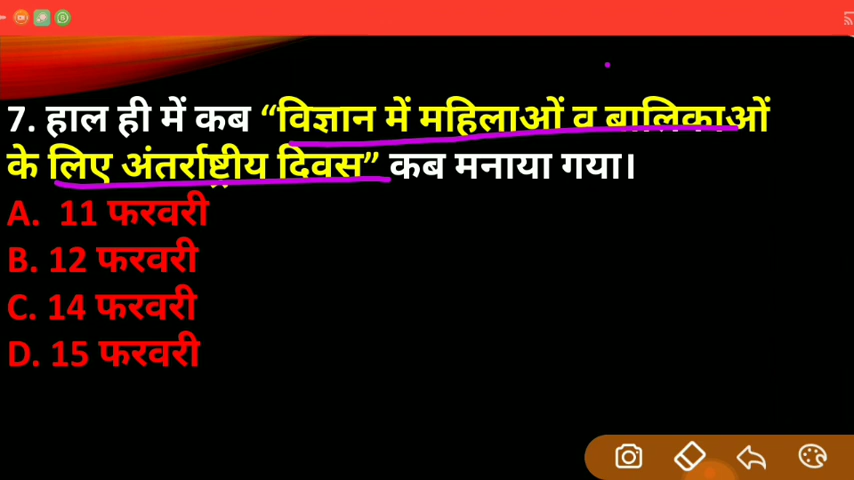 7. हाल ही में कब “विज्ञान में महिलाओं व बालिकाओं
के लिए अंतर्राष्ट्रीय दिवस” कब मनाया गया।
A. 11 फरवरी
B. 12 फरवरी
C. 14 फरवरी
D. 15 फरवरी